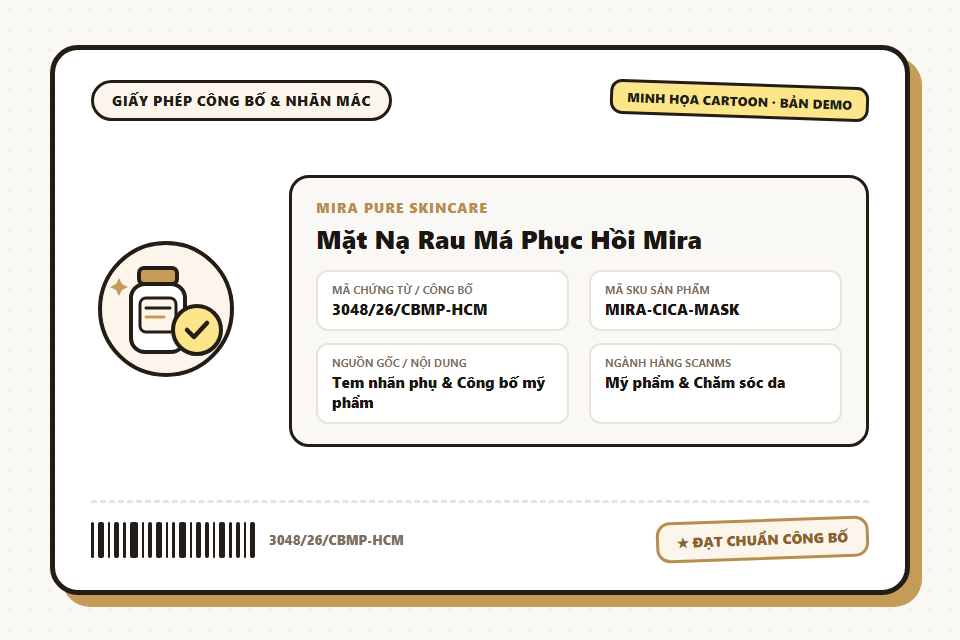 GIẤY PHÉP CÔNG BỐ & NHÃN MÁC
MINH HỌA CARTOON · BẢN DEMO
MIRA PURE SKINCARE
Mặt Nạ Rau Má Phục Hồi Mira
MÃ CHỨNG TỪ / CÔNG BỐ
3048/26/CBMP-HCM
MÃ SKU SẢN PHẨM
MIRA-CICA-MASK
NGUỒN GỐC / NỘI DUNG
Tem nhãn phụ & Công bố mỹ
phẩm
NGÀNH HÀNG SCANMS
Mỹ phẩm & Chăm sóc da
3048/26/CBMP-HCM
★ ĐẠT CHUẨN CÔNG BỐ